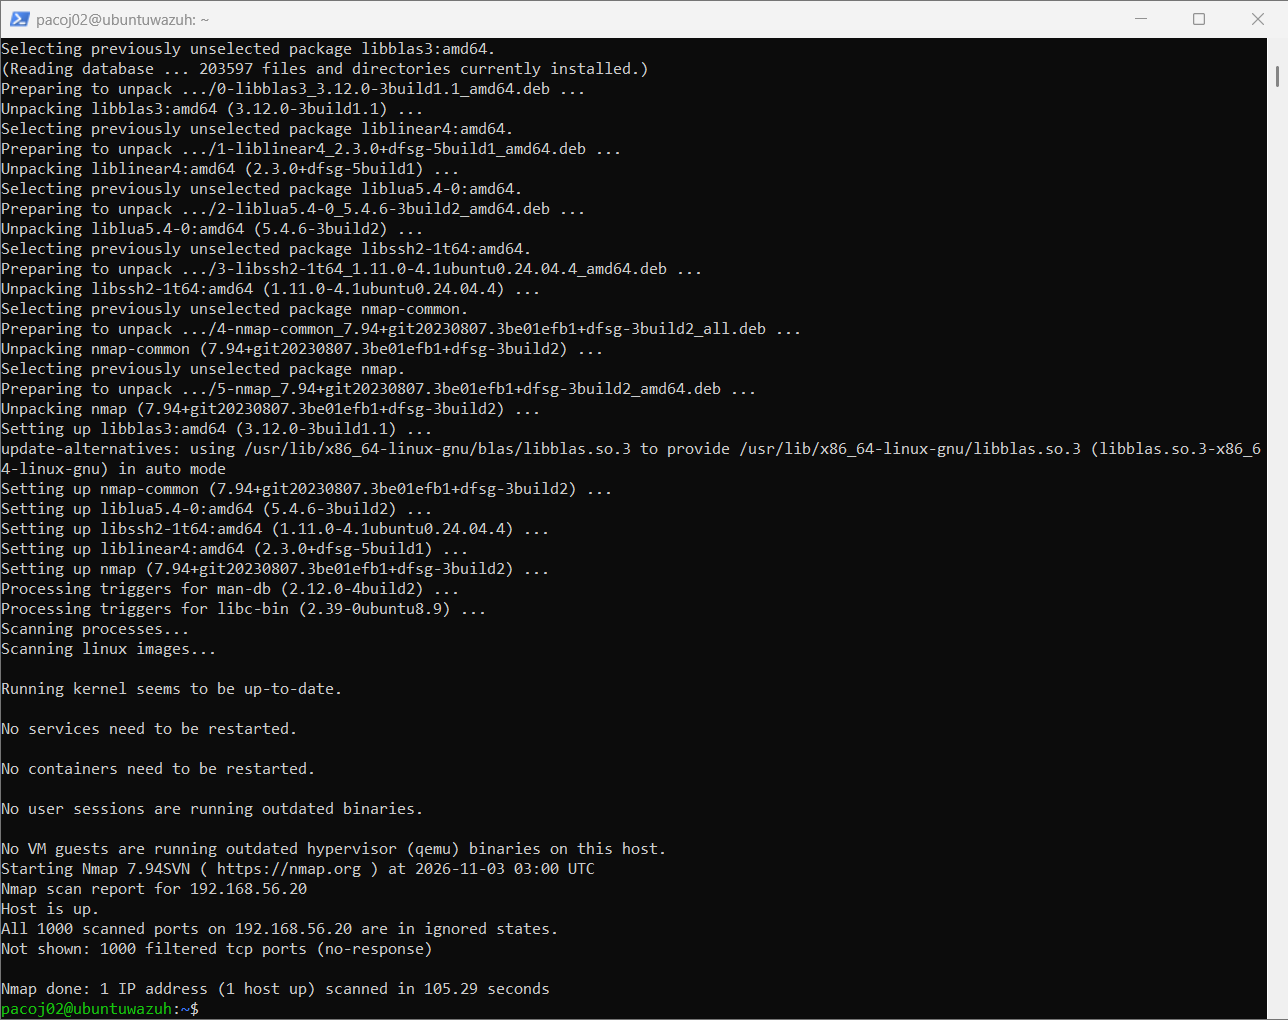 pacoj02@ubuntuwazuh: ~
Selecting previously unselected package libblas3:amd64.
(Reading database ... 203597 files and directories currently installed.)
Preparing to unpack .../0-libblas3_3.12.0-3build1.1_amd64.deb ...
Unpacking libblas3:amd64 (3.12.0-3build1.1) ...
Selecting previously unselected package liblinear4:amd64.
Preparing to unpack .../1-liblinear4_2.3.0+dfsg-5build1_amd64.deb ...
Unpacking liblinear4:amd64 (2.3.0+dfsg-5build1) ...
Selecting previously unselected package liblua5.4-0:amd64.
Preparing to unpack .../2-liblua5.4-0_5.4.6-3build2_amd64.deb ...
Unpacking liblua5.4-0:amd64 (5.4.6-3build2) ...
Selecting previously unselected package libssh2-1t64:amd64.
Preparing to unpack .../3-libssh2-1t64_1.11.0-4.1ubuntu0.24.04.4_amd64.deb ...
Unpacking libssh2-1t64:amd64 (1.11.0-4.1ubuntu0.24.04.4) ...
Selecting previously unselected package nmap-common.
Preparing to unpack .../4-nmap-common_7.94+git20230807.3be01efb1+dfsg-3build2_all.deb ...
Unpacking nmap-common (7.94+git20230807.3be01efb1+dfsg-3build2) ...
Selecting previously unselected package nmap.
Preparing to unpack .../5-nmap_7.94+git20230807.3be01efb1+dfsg-3build2_amd64.deb ...
Unpacking nmap (7.94+git20230807.3be01efb1+dfsg-3build2) ...
Setting up libblas3:amd64 (3.12.0-3build1.1) ...
update-alternatives: using /usr/lib/x86_64-linux-gnu/blas/libblas.so.3 to provide /usr/lib/x86_64-linux-gnu/libblas.so.3 (libblas.so.3-x86_6
4-linux-gnu) in auto mode
Setting up nmap-common (7.94+git20230807.3be01efb1+dfsg-3build2) ...
Setting up liblua5.4-0:amd64 (5.4.6-3build2) ...
Setting up libssh2-1t64:amd64 (1.11.0-4.1ubuntu0.24.04.4) ...
Setting up liblinear4:amd64 (2.3.0+dfsg-5build1) ...
Setting up nmap (7.94+git20230807.3be01efb1+dfsg-3build2) ...
Processing triggers for man-db (2.12.0-4build2) ...
Processing triggers for libc-bin (2.39-0ubuntu8.9) ...
Scanning processes...
Scanning linux images...
Running kernel seems to be up-to-date.
No services need to be restarted.
No containers need to be restarted.
No user sessions are running outdated binaries.
No VM guests are running outdated hypervisor (qemu) binaries on this host.
Starting Nmap 7.94SVN ( https://nmap.org ) at 2026-11-03 03:00 UTC
Nmap scan report for 192.168.56.20
Host is up.
All 1000 scanned ports on 192.168.56.20 are in ignored states.
Not shown: 1000 filtered tcp ports (no-response)
Nmap done: 1 IP address (1 host up) scanned in 105.29 seconds
pacoj02@ubuntuwazuh:~$